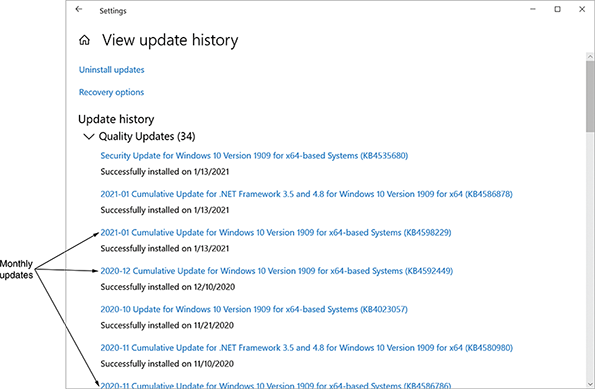 Settings
View update history
Uninstall updates
Recovery options
Update history
Quality Updates (34)
Security Update for Windows 10 Version 1909 for x64-based Systems (KB4535680)
Successfully installed on 1/13/2021
2021-01 Cumulative Update for .NET Framework 3.5 and 4.8 for Windows 10 Version 1909 for x64 (KB4586878)
Successfully installed on 1/13/2021
2021-01 Cumulative Update for Windows 10 Version 1909 for x64-based Systems (KB4598229)
Successfully installed on 1/13/2021
Monthly
updates
2020-12 Cumulative Update for Windows 10 Version 1909 for x64-based Systems (KB4592449)
Successfully installed on 12/10/2020
2020-10 Update for Windows 10 Version 1909 for x64-based Systems (KB4023057)
Successfully installed on 11/21/2020
2020-11 Cumulative Update for .NET Framework 3.5 and 4.8 for Windows 10 Version 1909 for x64 (KB4580980)
Successfully installed on 11/10/2020
2020-11 Cumulative Update for Windows 10 Version 1909 for x64-based Systems (KB4586786)